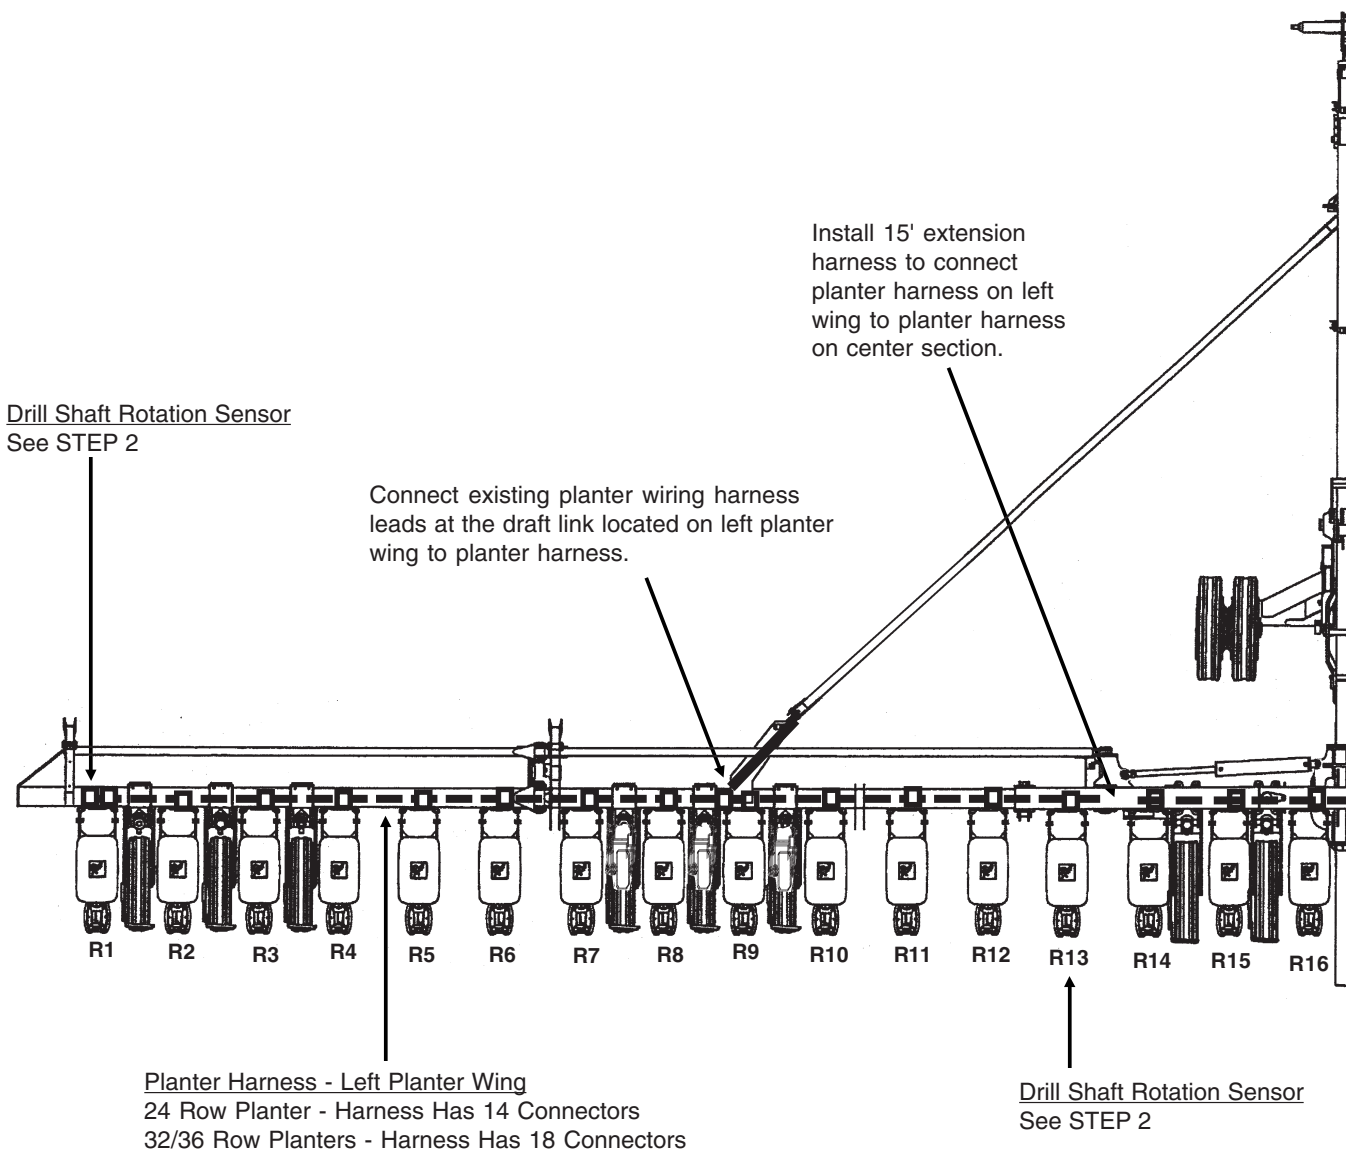 Install 15' extension
harness to connect
planter harness on left
wing to planter harness
on center section.
Drill Shaft Rotation Sensor
See STEP 2
Connect existing planter wiring harness
leads at the draft link located on left planter
wing to planter harness.
R1 R2 R3 R4 R5 R6 R7 R8 R9 R10 R11 R12 R13 R14 R15 R16
Planter Harness - Left Planter Wing
24 Row Planter - Harness Has 14 Connectors
32/36 Row Planters - Harness Has 18 Connectors
Drill Shaft Rotation Sensor
See STEP 2